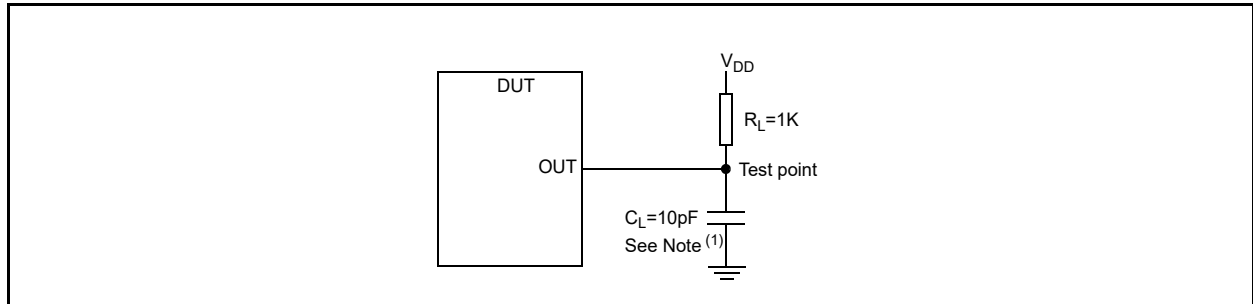 V_DD
DUT
R_L=1K
OUT
Test point
C_L=10pF
See Note (1)